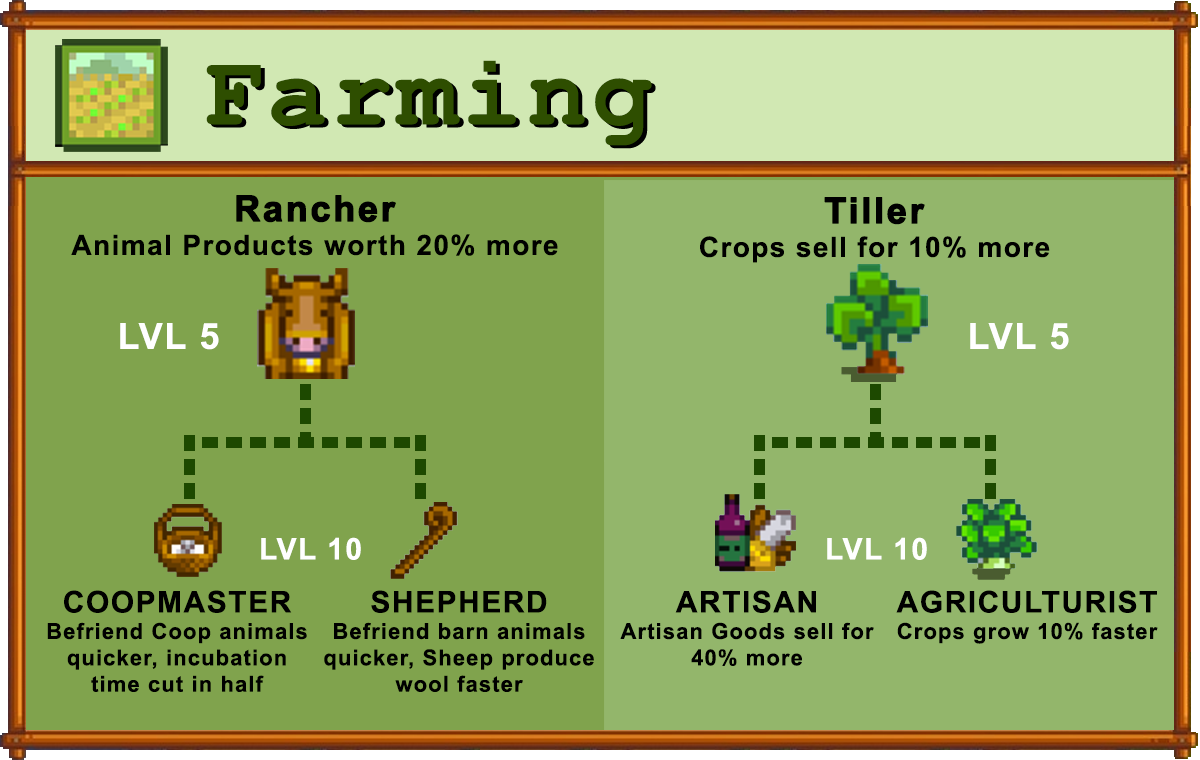 Farming
Rancher
Animal Products worth 20% more
LVL 5
LVL 10
COOPMASTER
Befriend Coop animals
quicker, incubation
time cut in half
SHEPHERD
Befriend barn animals
quicker, Sheep produce
wool faster
Tiller
Crops sell for 10% more
LVL 5
LVL 10
ARTISAN
Artisan Goods sell for
40% more
AGRICULTURIST
Crops grow 10% faster